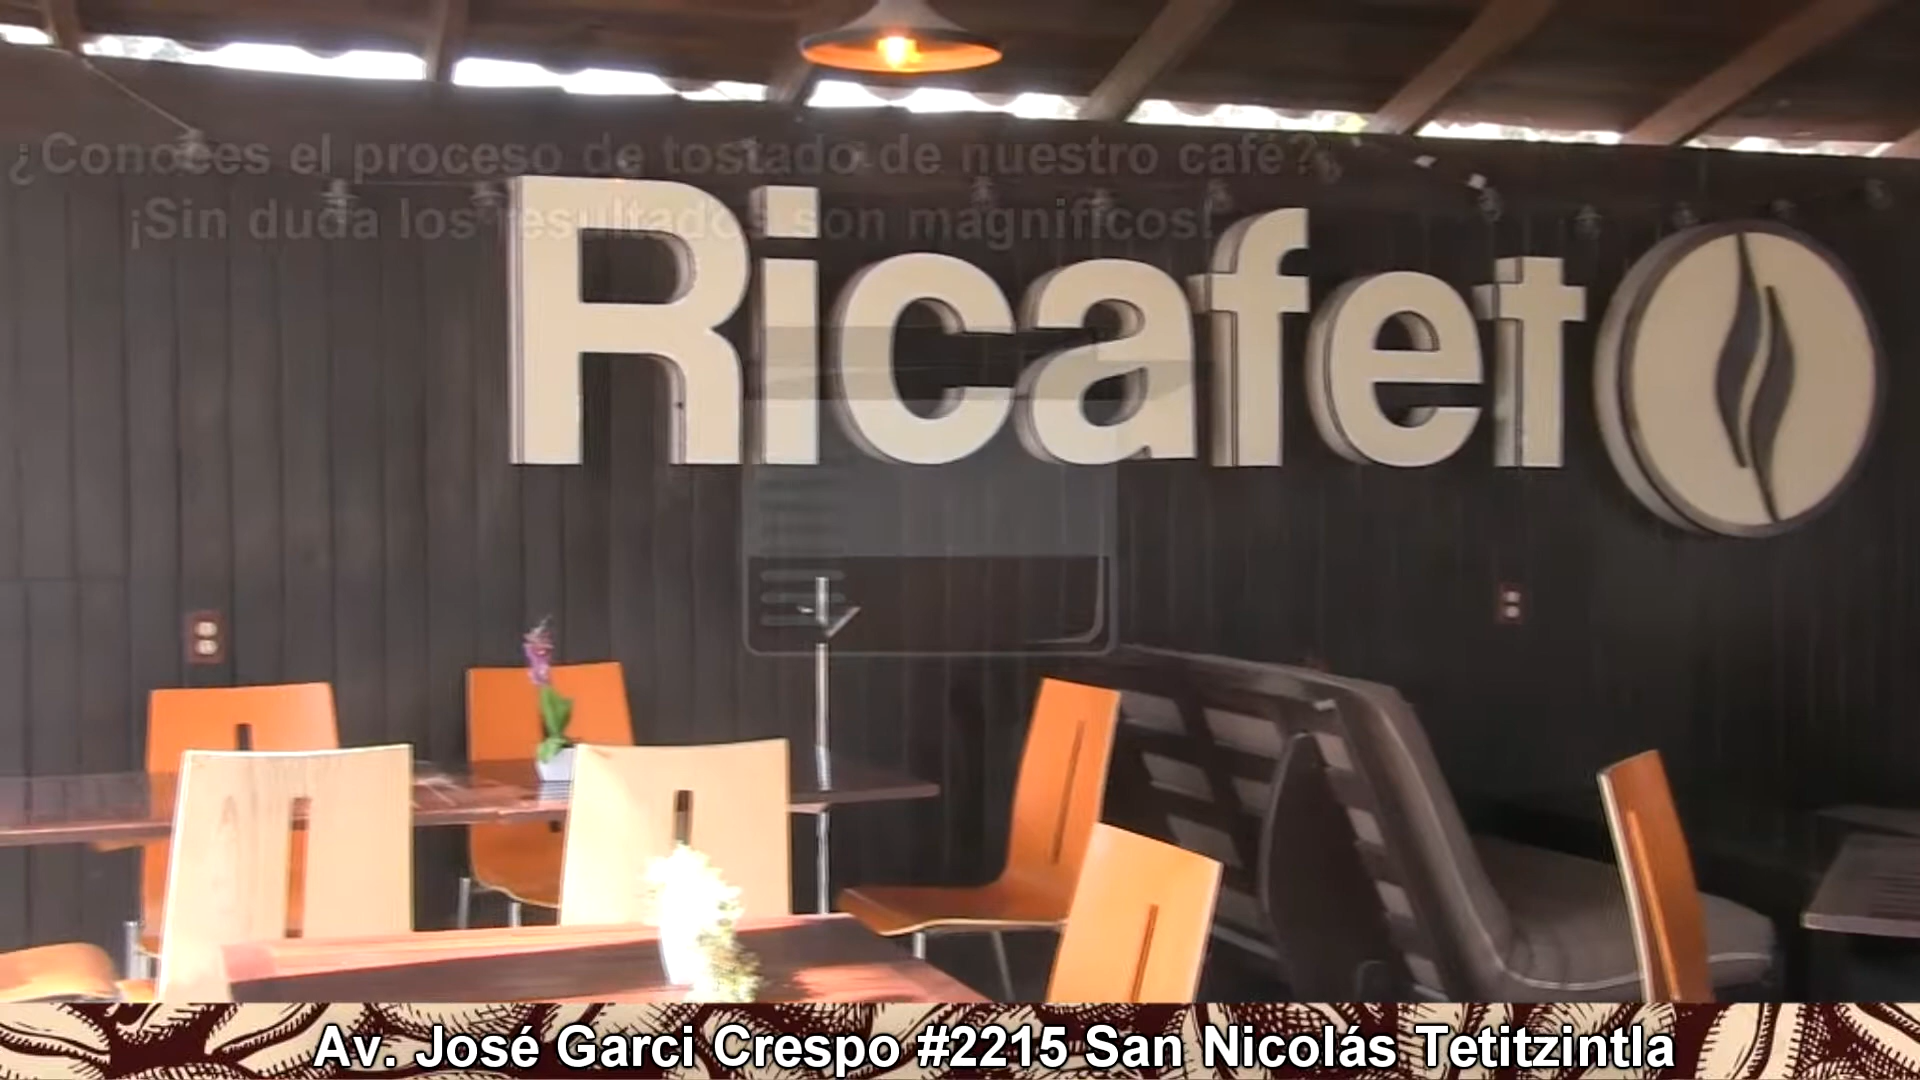 ¿Conoces el proceso de tostado de nuestro café?
¡Sin duda los resultados son magníficos!
Ricafet
Av. José Garci Crespo #2215 San Nicolás Tetitzintla